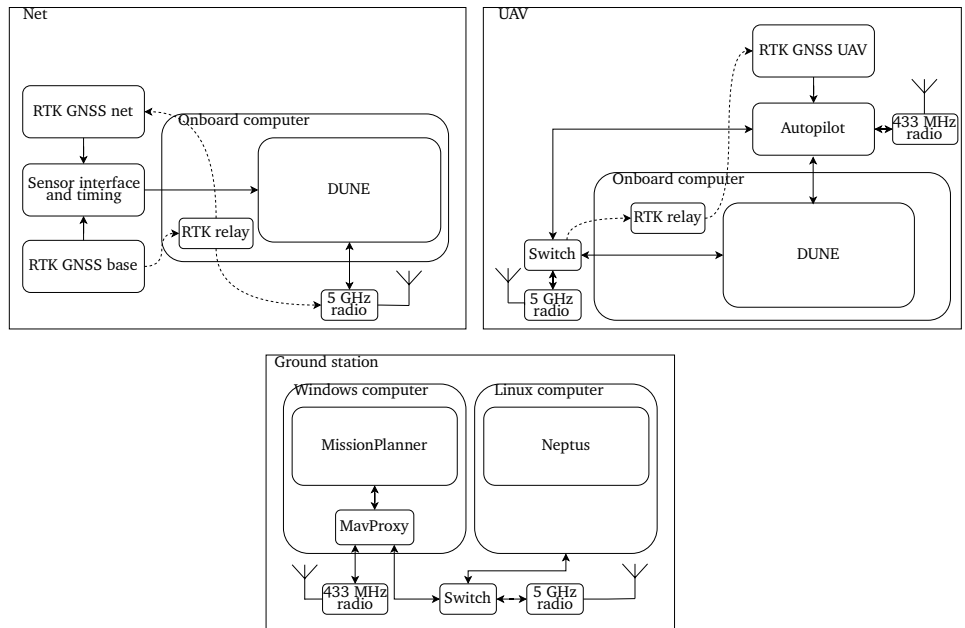 Net
RTK GNSS net
Onboard computer
Sensor interface
and timing
DUNE
RTK relay
RTK GNSS base
5 GHz
radio
UAV
RTK GNSS UAV
Autopilot
433 MHz
radio
Onboard computer
RTK relay
Switch
DUNE
5 GHz
radio
Ground station
Windows computer
Linux computer
MissionPlanner
Neptus
MavProxy
433 MHz
radio
Switch
5 GHz
radio